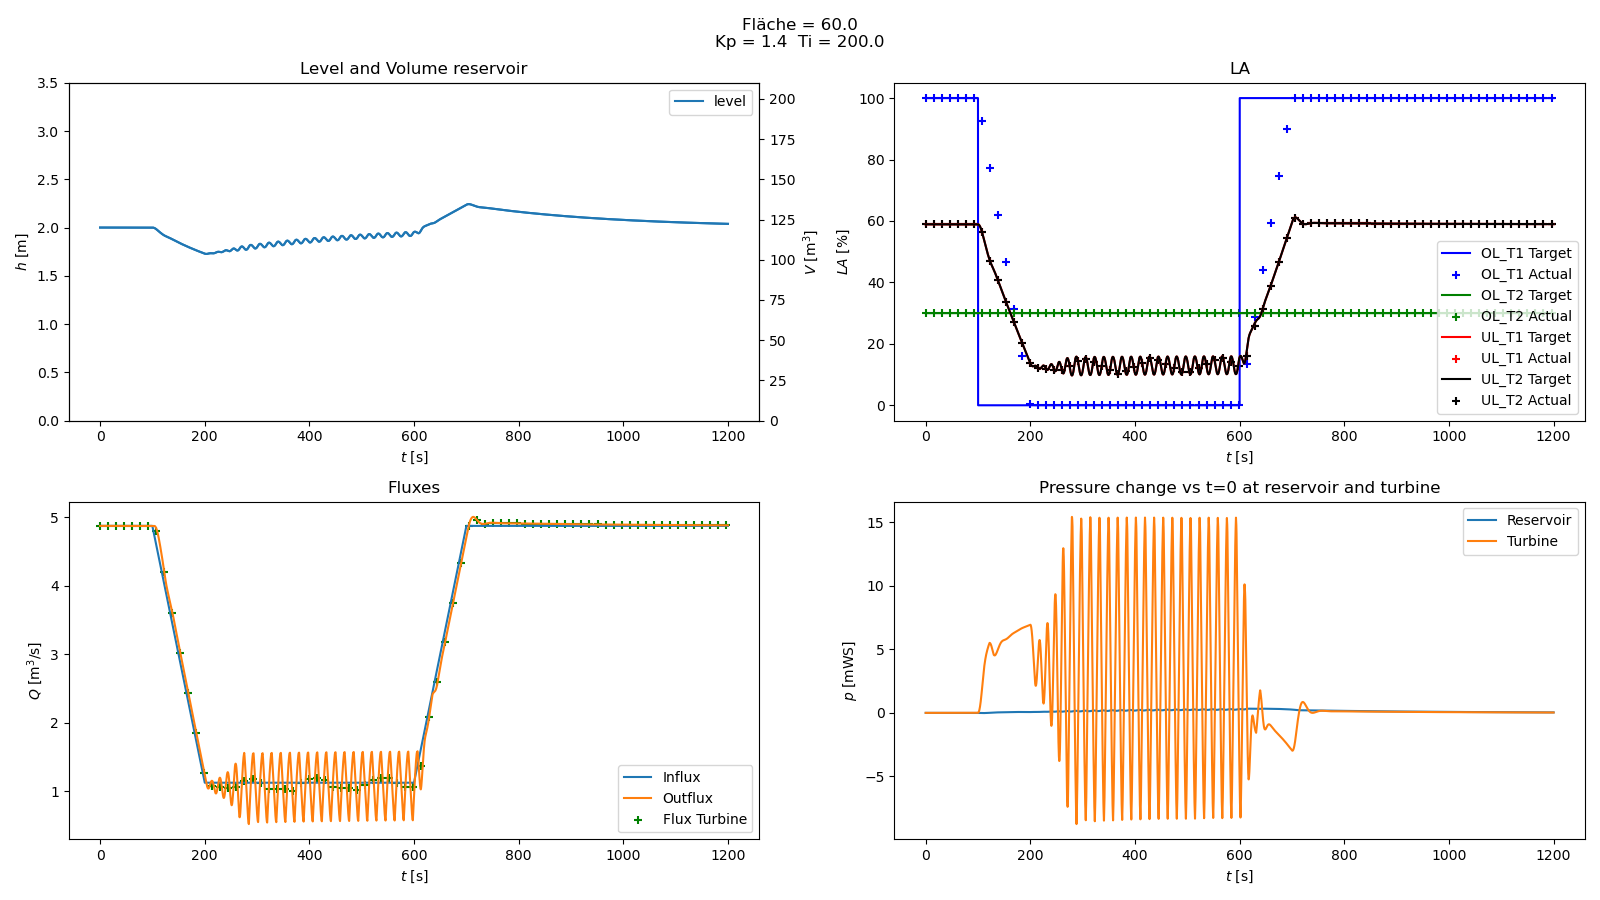 Fläche = 60.0
Kp = 1.4  Ti = 200.0
Level and Volume reservoir
3.5
3.0
2.5
2.0
1.5
1.0
0.5
0.0
h [m]
level
200
175
150
125
100
75
50
25
0
V [m³]
0 200 400 600 800 1000 1200
t [s]
LA
100
80
60
40
20
0
LA [%]
OL_T1 Target
OL_T1 Actual
OL_T2 Target
OL_T2 Actual
UL_T1 Target
UL_T1 Actual
UL_T2 Target
UL_T2 Actual
0 200 400 600 800 1000 1200
t [s]
Fluxes
5
4
3
2
1
Q [m³/s]
Influx
Outflux
Flux Turbine
0 200 400 600 800 1000 1200
t [s]
Pressure change vs t=0 at reservoir and turbine
15
10
5
0
−5
p [mWS]
Reservoir
Turbine
0 200 400 600 800 1000 1200
t [s]